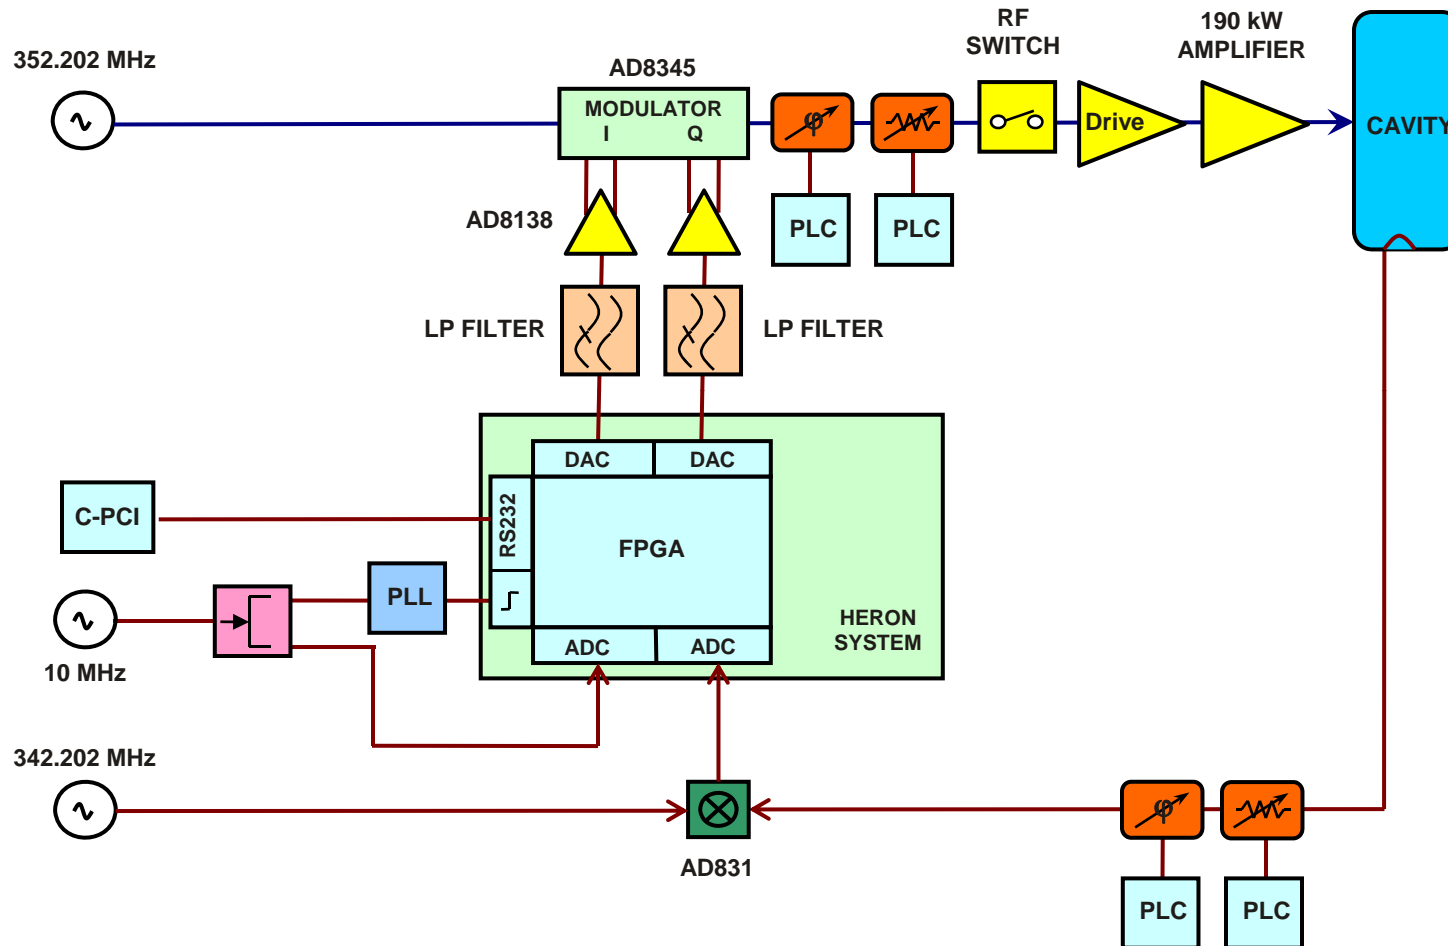 352.202 MHz
AD8345
MODULATOR
I Q
RF
SWITCH
190 kW
AMPLIFIER
φ
Drive
CAVITY
AD8138
PLC
PLC
LP FILTER
LP FILTER
DAC
DAC
C-PCI
RS232
FPGA
PLL
10 MHz
HERON
SYSTEM
ADC
ADC
342.202 MHz
AD831
φ
PLC
PLC